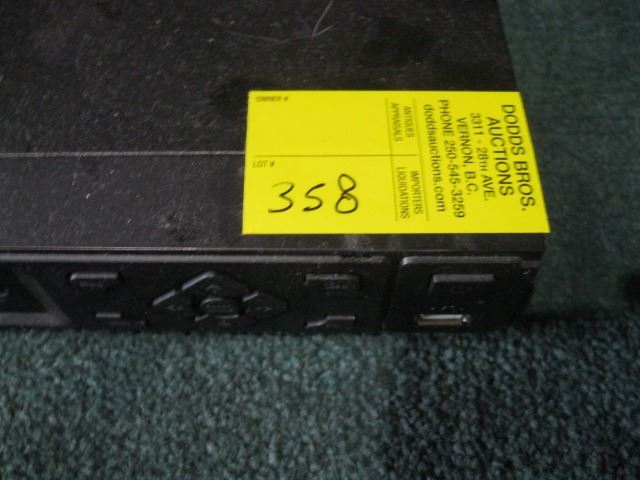 OWNER #
LOT #
358
DODDS BROS.
AUCTIONS
3311 - 28TH AVE.
VERNON, B.C.
PHONE 250-545-3259
doddsauctions.com
ANTIQUES
APPRAISALS
IMPORTERS
LIQUIDATIONS